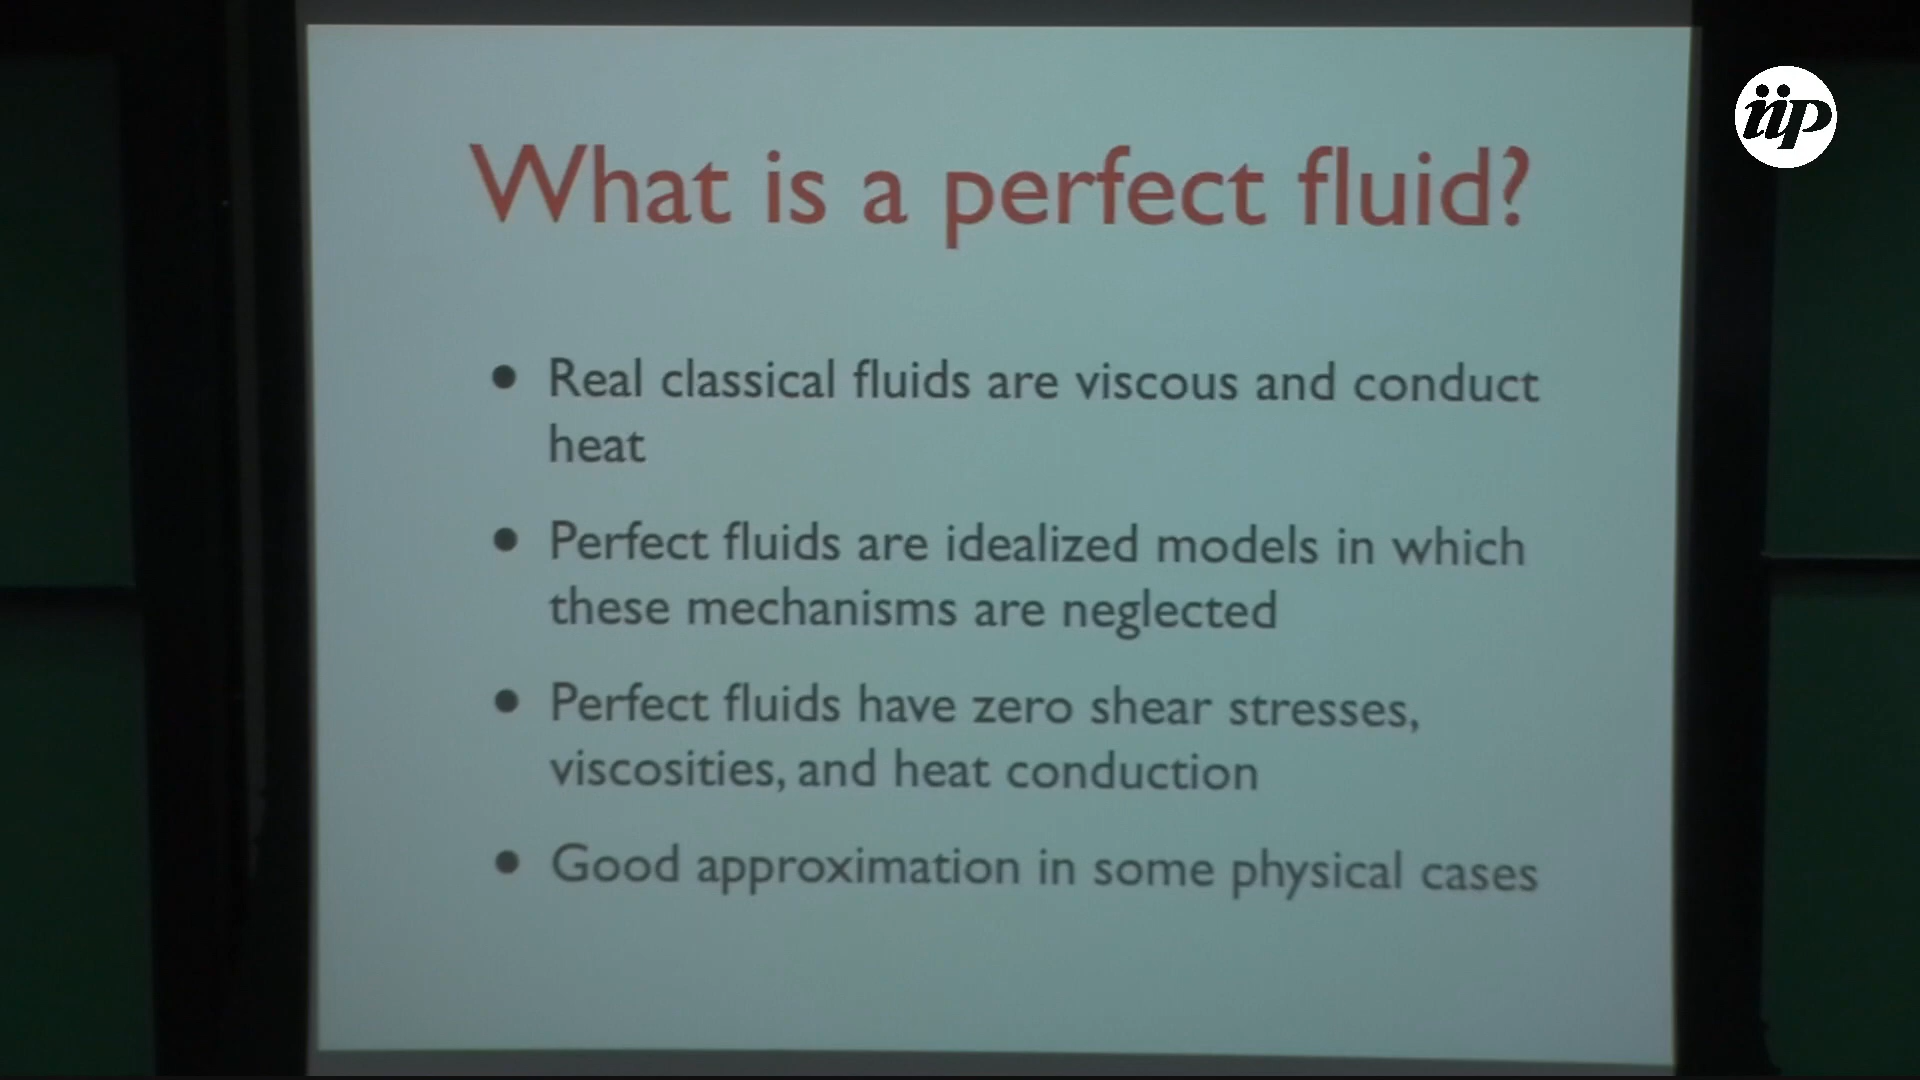 What is a perfect fluid?
• Real classical fluids are viscous and conduct
heat
• Perfect fluids are idealized models in which
these mechanisms are neglected
• Perfect fluids have zero shear stresses,
viscosities, and heat conduction
• Good approximation in some physical cases
iip